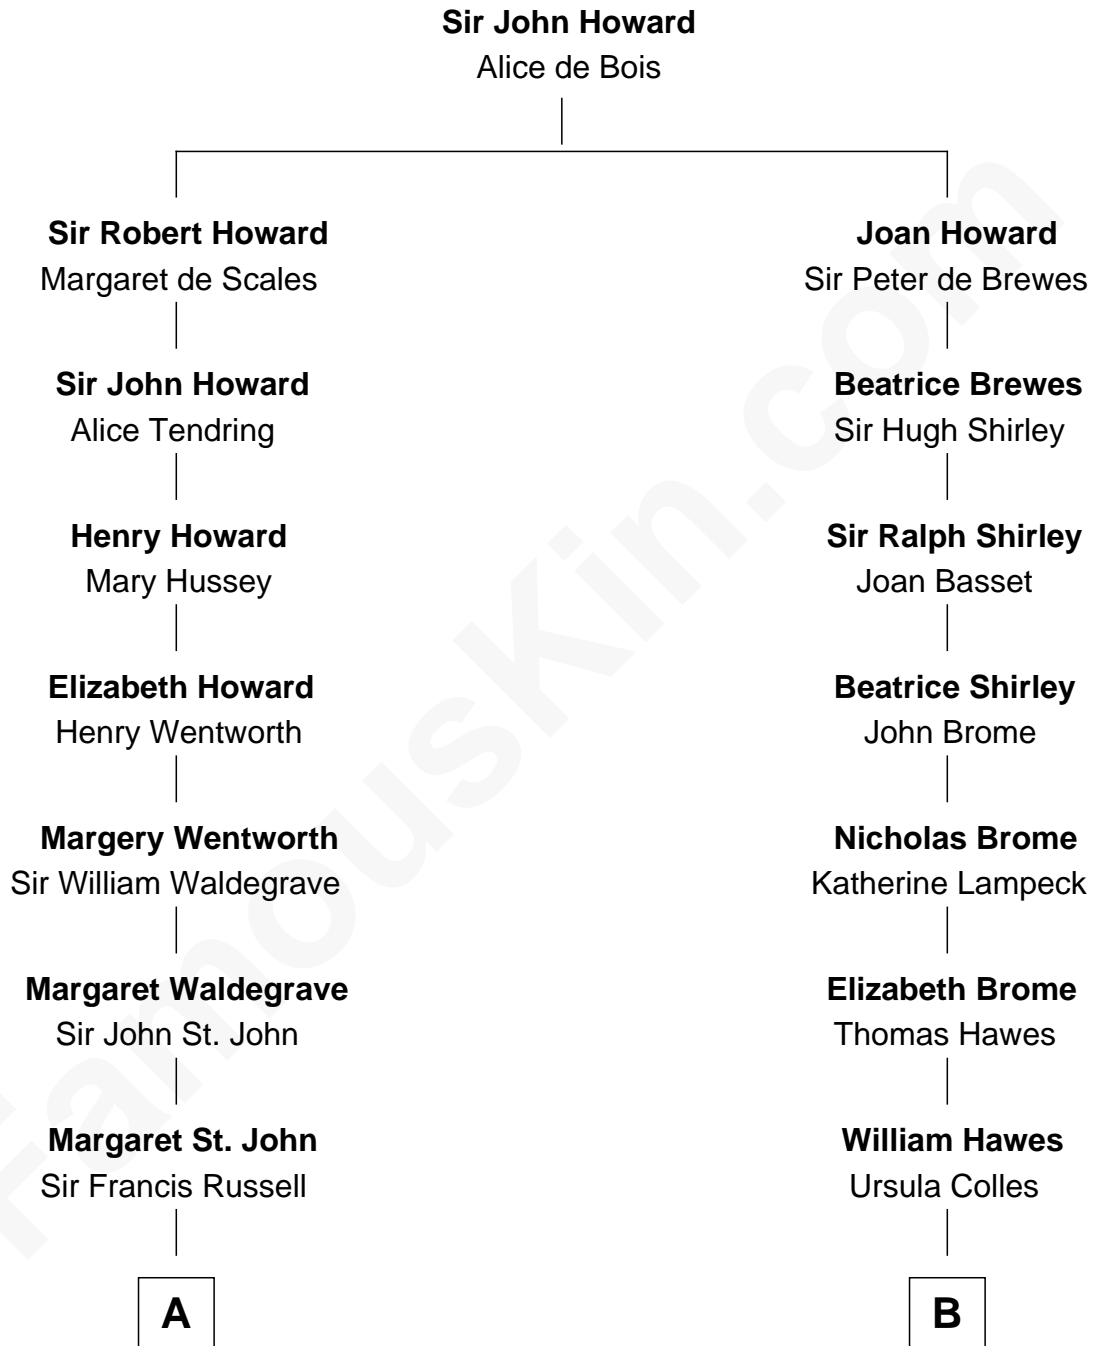 Sir John Howard
Alice de Bois
Sir Robert Howard
Margaret de Scales
Joan Howard
Sir Peter de Brewes
Sir John Howard
Alice Tendring
Beatrice Brewes
Sir Hugh Shirley
Henry Howard
Mary Hussey
Sir Ralph Shirley
Joan Basset
Elizabeth Howard
Henry Wentworth
Beatrice Shirley
John Brome
Margery Wentworth
Sir William Waldegrave
Nicholas Brome
Katherine Lampeck
Margaret Waldegrave
Sir John St. John
Elizabeth Brome
Thomas Hawes
Margaret St. John
Sir Francis Russell
William Hawes
Ursula Colles
A
B
FamousKin.com